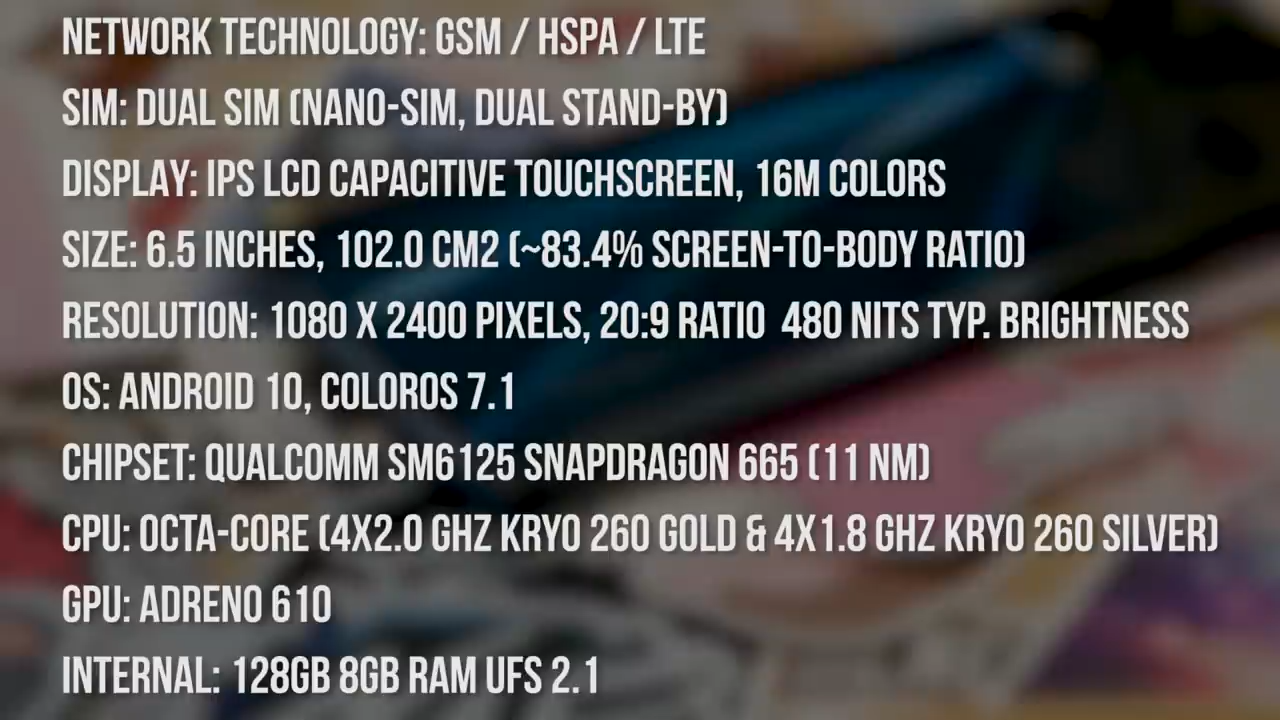 NETWORK TECHNOLOGY: GSM / HSPA / LTE
SIM: DUAL SIM (NANO-SIM, DUAL STAND-BY)
DISPLAY: IPS LCD CAPACITIVE TOUCHSCREEN, 16M COLORS
SIZE: 6.5 INCHES, 102.0 CM2 (~83.4% SCREEN-TO-BODY RATIO)
RESOLUTION: 1080 X 2400 PIXELS, 20:9 RATIO  480 NITS TYP. BRIGHTNESS
OS: ANDROID 10, COLOROS 7.1
CHIPSET: QUALCOMM SM6125 SNAPDRAGON 665 (11 NM)
CPU: OCTA-CORE (4X2.0 GHZ KRYO 260 GOLD & 4X1.8 GHZ KRYO 260 SILVER)
GPU: ADRENO 610
INTERNAL: 128GB 8GB RAM UFS 2.1